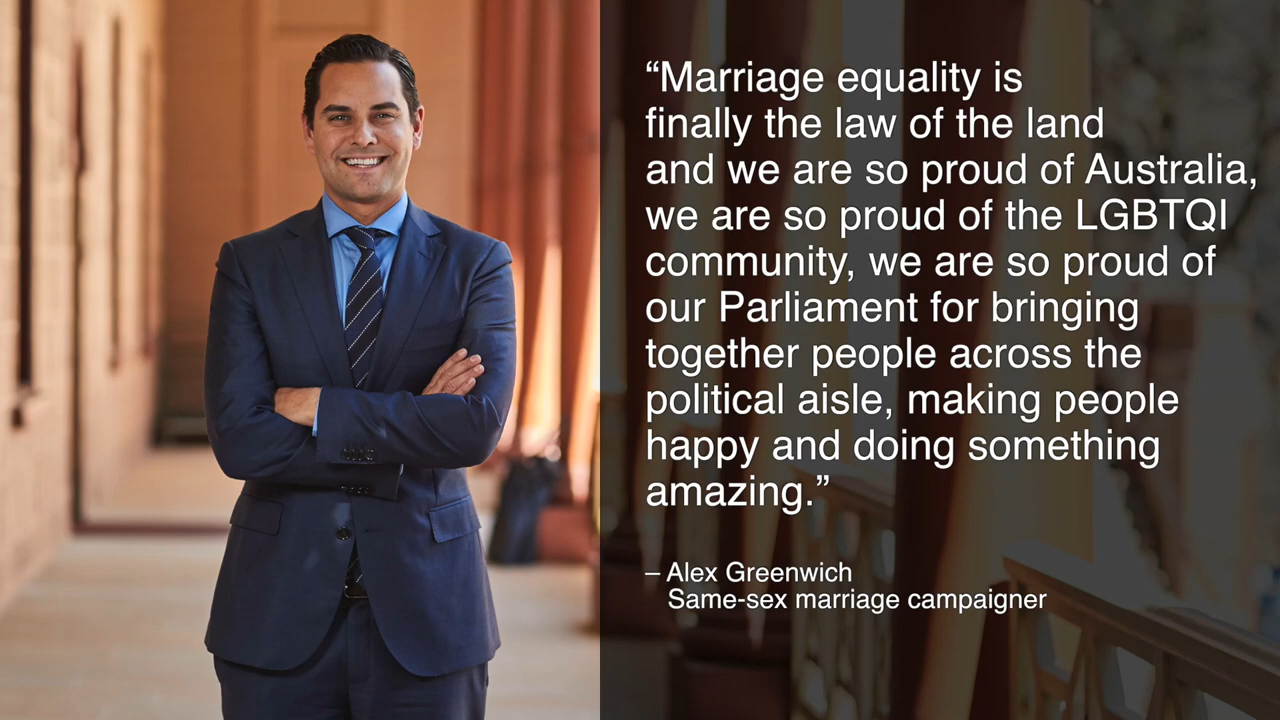 “Marriage equality is
finally the law of the land
and we are so proud of Australia,
we are so proud of the LGBTQI
community, we are so proud of
our Parliament for bringing
together people across the
political aisle, making people
happy and doing something
amazing.”
– Alex Greenwich
Same-sex marriage campaigner